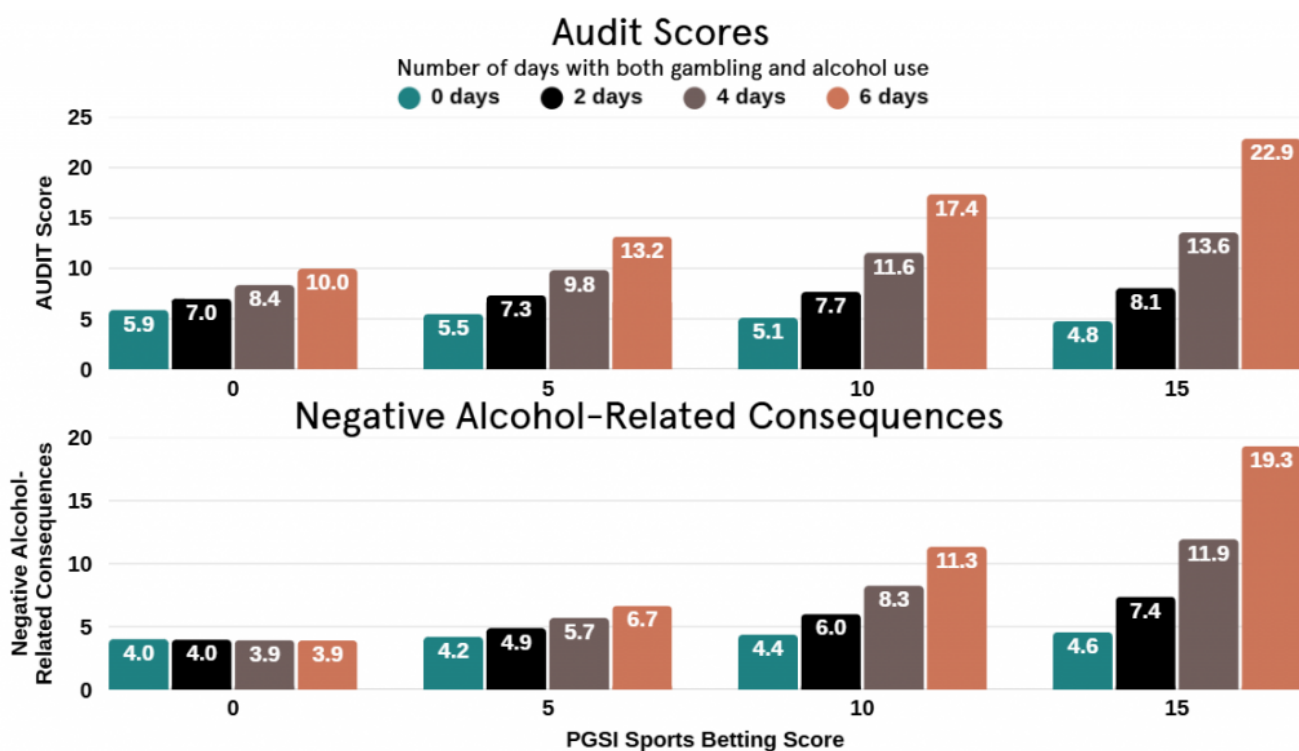 Audit Scores
Number of days with both gambling and alcohol use
0 days 2 days 4 days 6 days
AUDIT Score
25
20
15
10
5
0
5.9 7.0 8.4 10.0
5.5 7.3 9.8 13.2
5.1 7.7 11.6 17.4
4.8 8.1 13.6 22.9
0 5 10 15
Negative Alcohol-Related Consequences
Negative Alcohol-
Related Consequences
20
15
10
5
0
4.0 4.0 3.9 3.9
4.2 4.9 5.7 6.7
4.4 6.0 8.3 11.3
4.6 7.4 11.9 19.3
0 5 10 15
PGSI Sports Betting Score